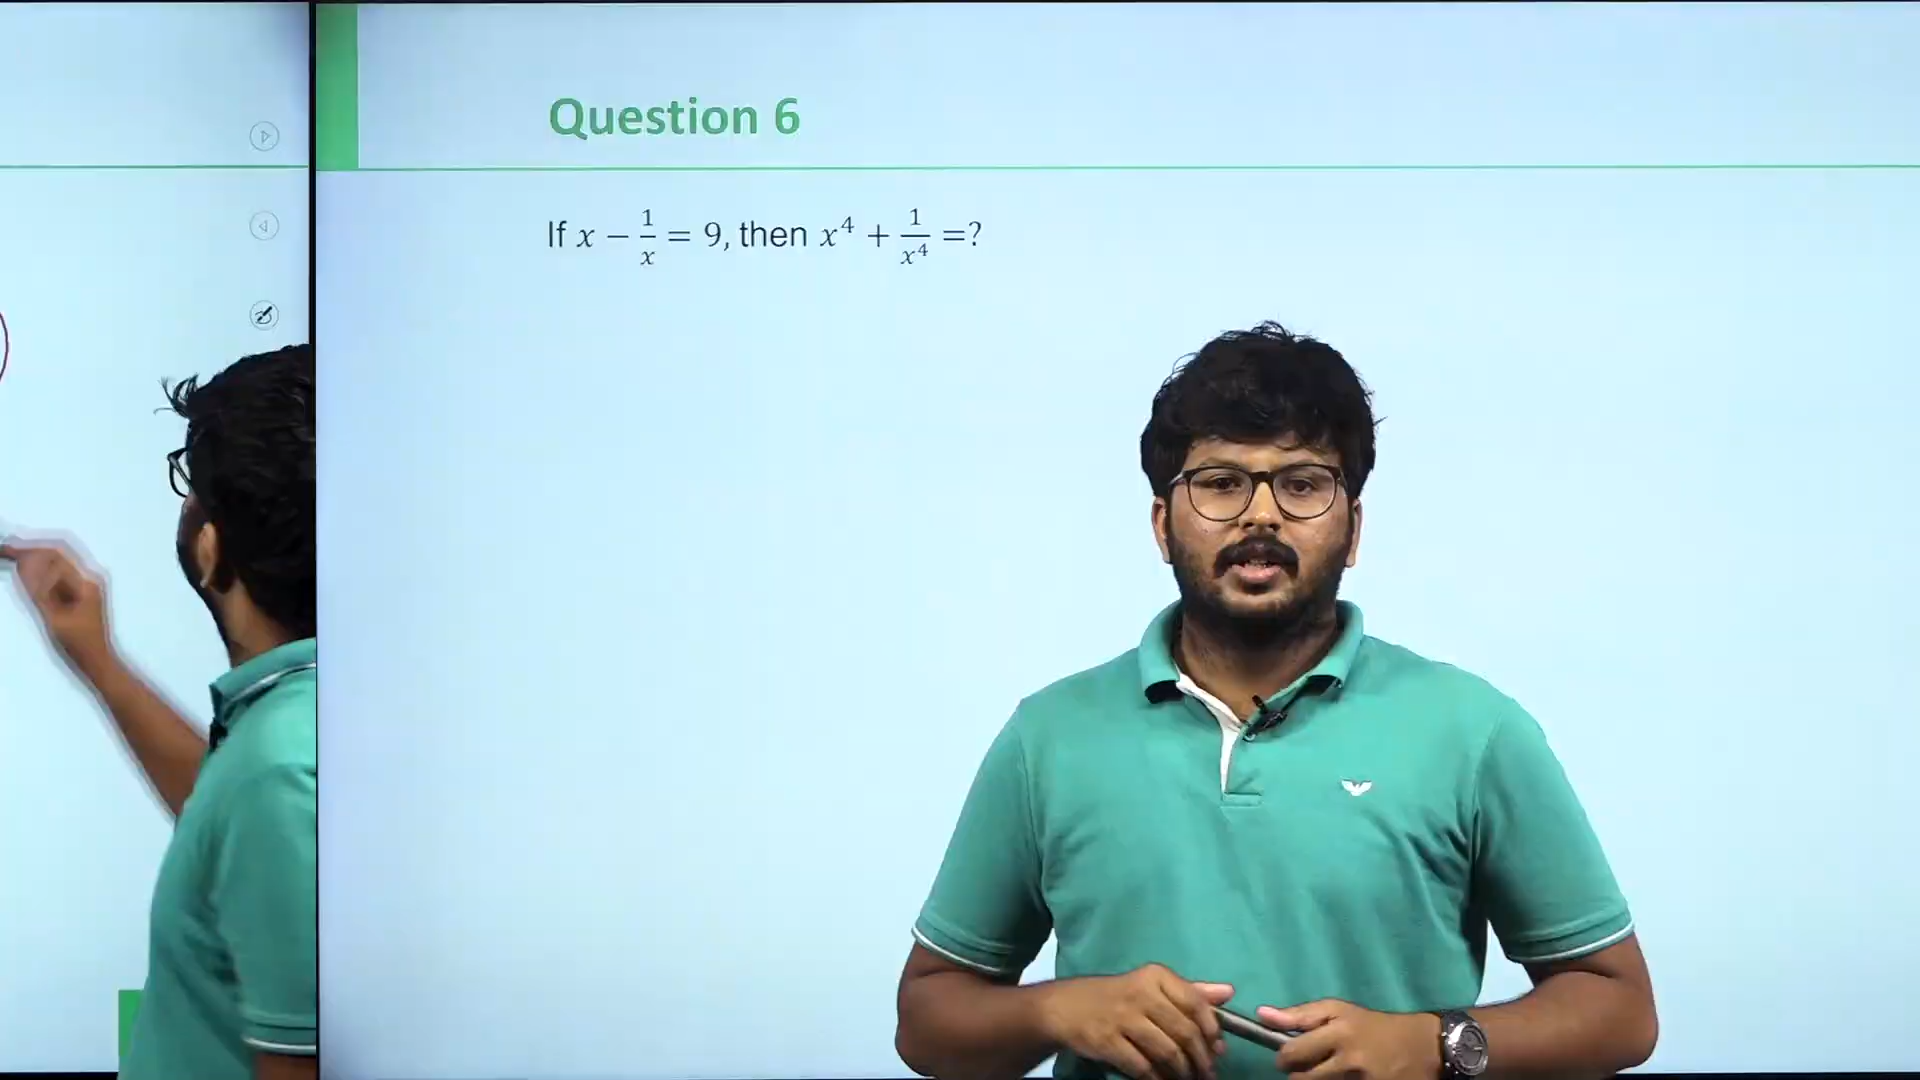 Question 6
If x − 1/x = 9, then x⁴ + 1/x⁴ =?